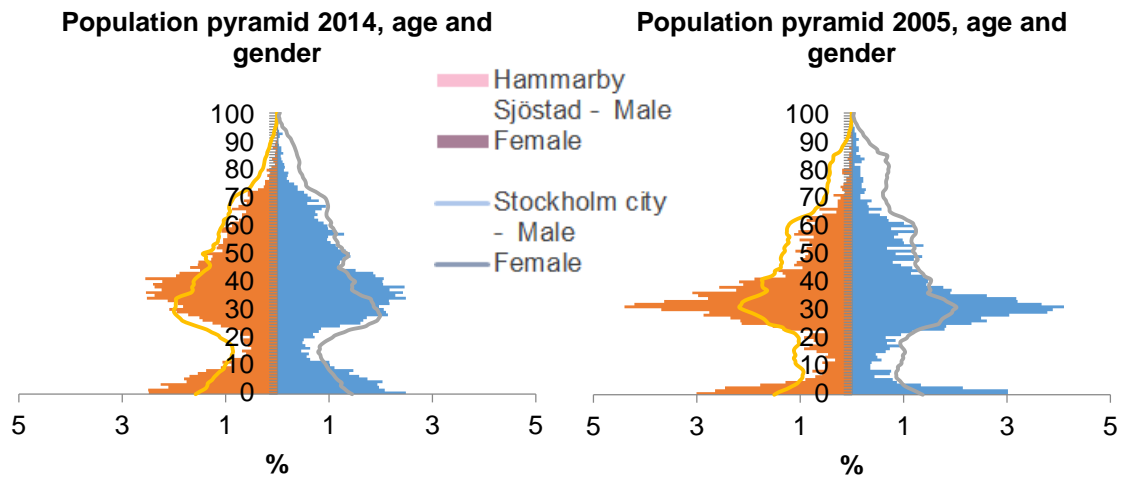 Population pyramid 2014, age and
gender
Hammarby
Sjöstad - Male
Female
Stockholm city
- Male
Female
100
90
80
70
60
50
40
30
20
10
0
5 3 1 1 3 5
%
Population pyramid 2005, age and
gender
100
90
80
70
60
50
40
30
20
10
0
5 3 1 1 3 5
%